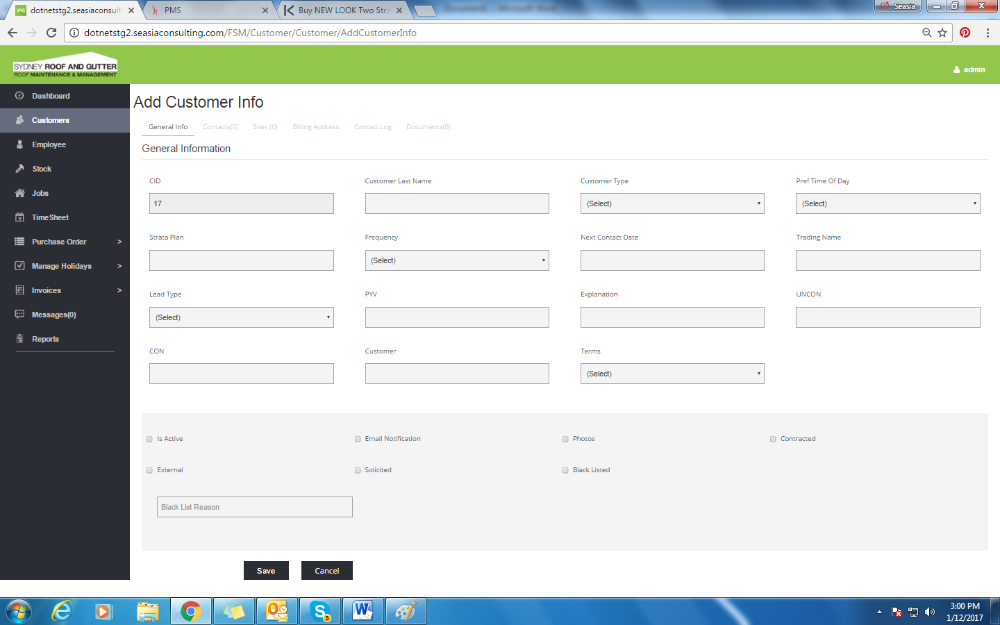 SRG dotnetstg2.seasiaconsult
PMS
Buy NEW LOOK Two Stra
Seasia
dotnetstg2.seasiaconsulting.com/FSM/Customer/Customer/AddCustomerInfo
SYDNEY ROOF AND GUTTER
ROOF MAINTENANCE & MANAGEMENT
admin
Dashboard
Customers
Employee
Stock
Jobs
TimeSheet
Purchase Order >
Manage Holidays >
Invoices >
Messages(0)
Reports
Add Customer Info
General Info Contacts(0) Sites (0) Billing Address Contact Log Documents(0)
General Information
CID Customer Last Name Customer Type Pref Time Of Day
17 (Select) (Select)
Strata Plan Frequency Next Contact Date Trading Name
(Select)
Lead Type PYV Explanation UNCON
(Select)
CON Customer Terms
(Select)
Is Active Email Notification Photos Contracted
External Solicited Black Listed
Black List Reason
Save Cancel
3
3:00 PM
1/12/2017